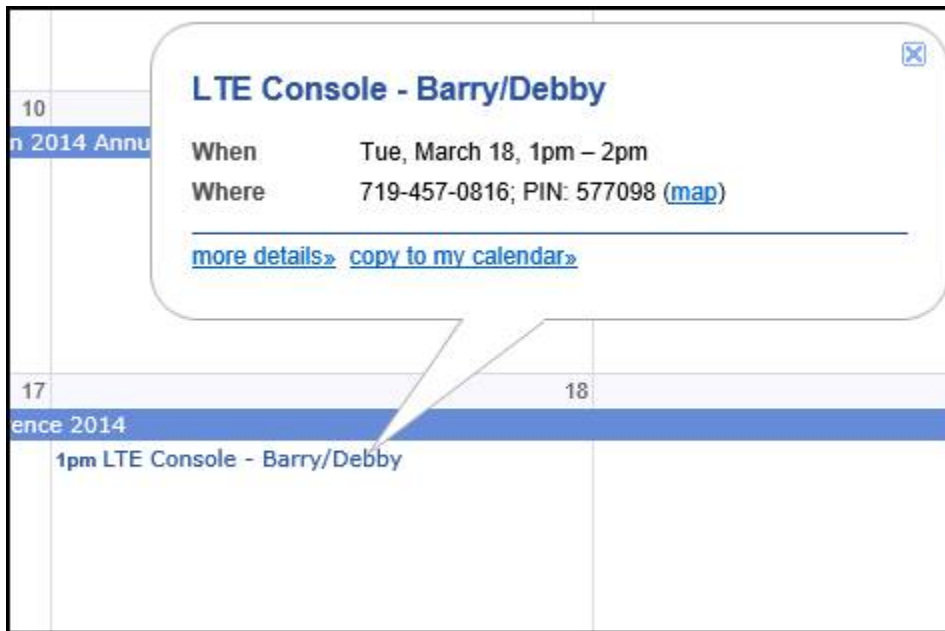 LTE Console - Barry/Debby
10
n 2014 Annu
When Tue, March 18, 1pm – 2pm
Where 719-457-0816; PIN: 577098 (map)
more details» copy to my calendar»
17 18
ence 2014
1pm LTE Console - Barry/Debby